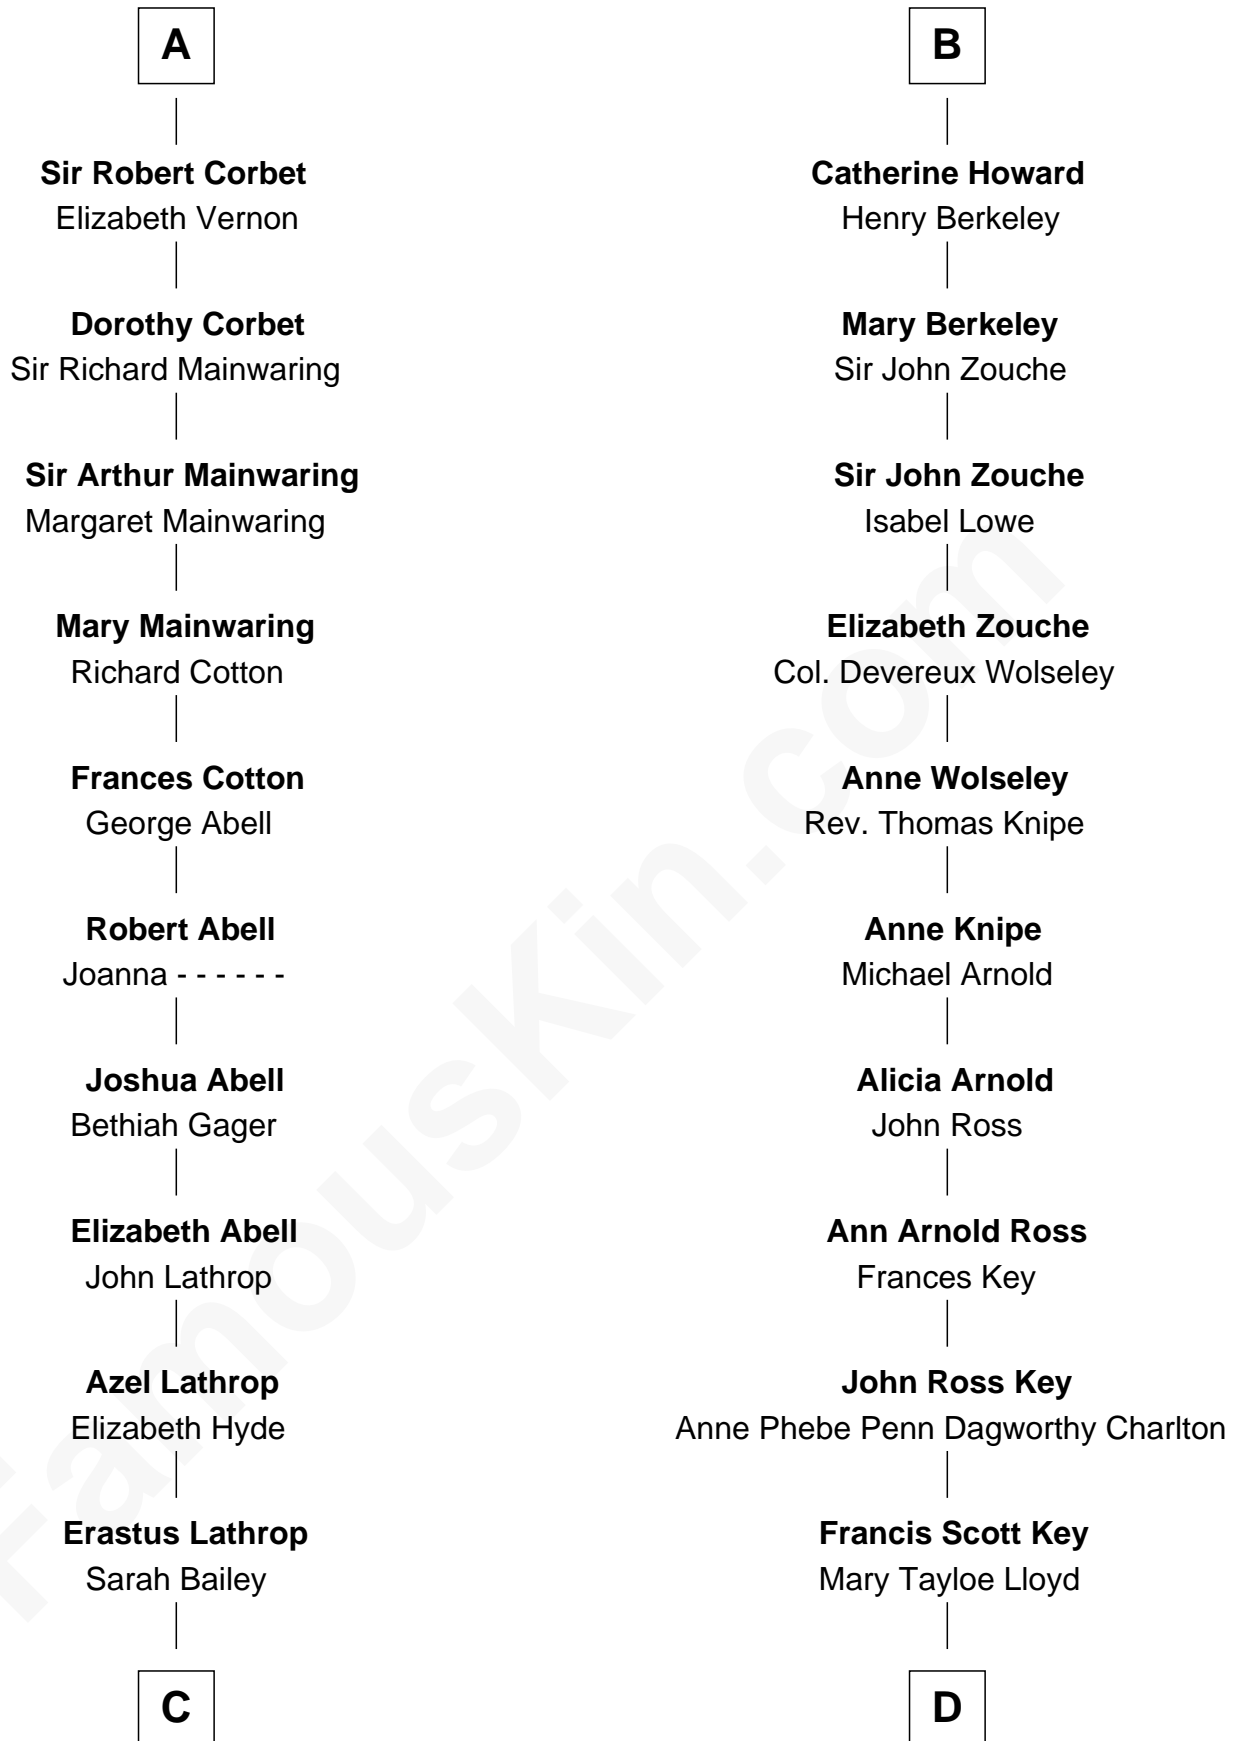 A
Sir Robert Corbet
Elizabeth Vernon
Dorothy Corbet
Sir Richard Mainwaring
Sir Arthur Mainwaring
Margaret Mainwaring
Mary Mainwaring
Richard Cotton
Frances Cotton
George Abell
Robert Abell
Joanna - - - - - -
Joshua Abell
Bethiah Gager
Elizabeth Abell
John Lathrop
Azel Lathrop
Elizabeth Hyde
Erastus Lathrop
Sarah Bailey
C
B
Catherine Howard
Henry Berkeley
Mary Berkeley
Sir John Zouche
Sir John Zouche
Isabel Lowe
Elizabeth Zouche
Col. Devereux Wolseley
Anne Wolseley
Rev. Thomas Knipe
Anne Knipe
Michael Arnold
Alicia Arnold
John Ross
Ann Arnold Ross
Frances Key
John Ross Key
Anne Phebe Penn Dagworthy Charlton
Francis Scott Key
Mary Tayloe Lloyd
D
FamousKin.com